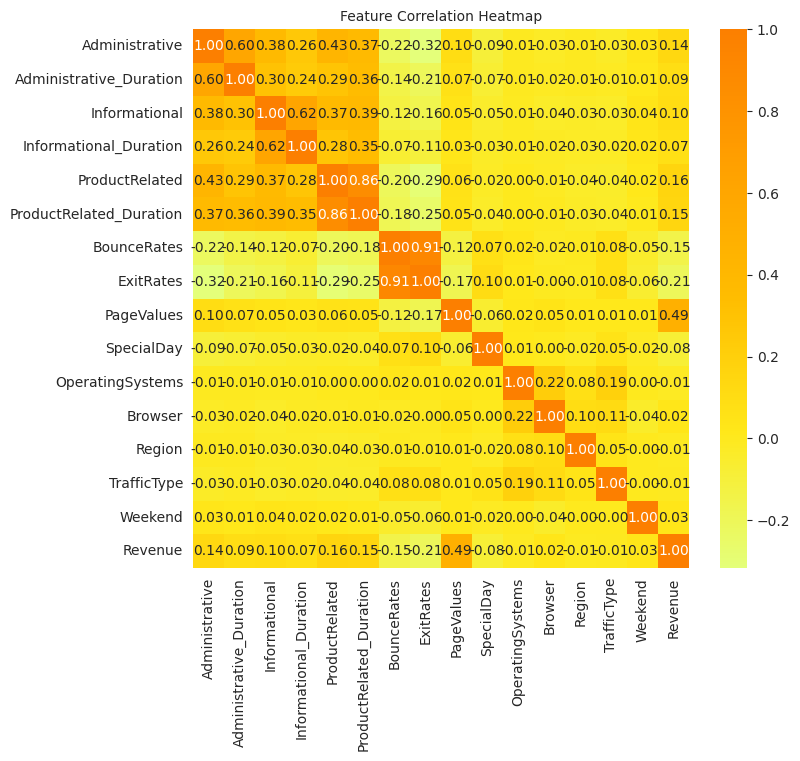 Feature Correlation Heatmap
Administrative 1.00 0.60 0.38 0.26 0.43 0.37 -0.22 -0.32 0.10 -0.09 -0.01 -0.03 -0.01 -0.03 0.03 0.14
Administrative_Duration 0.60 1.00 0.30 0.24 0.29 0.36 -0.14 -0.21 0.07 -0.07 -0.01 -0.02 -0.01 -0.01 0.01 0.09
Informational 0.38 0.30 1.00 0.62 0.37 0.39 -0.12 -0.16 0.05 -0.05 -0.01 -0.04 -0.03 -0.03 0.04 0.10
Informational_Duration 0.26 0.24 0.62 1.00 0.28 0.35 -0.07 -0.11 0.03 -0.03 -0.01 -0.02 -0.03 -0.02 0.02 0.07
ProductRelated 0.43 0.29 0.37 0.28 1.00 0.86 -0.20 -0.29 0.06 -0.02 0.00 -0.01 -0.04 -0.04 0.02 0.16
ProductRelated_Duration 0.37 0.36 0.39 0.35 0.86 1.00 -0.18 -0.25 0.05 -0.04 0.00 -0.01 -0.03 -0.04 0.01 0.15
BounceRates -0.22 -0.14 -0.12 -0.07 -0.20 -0.18 1.00 0.91 -0.12 0.07 0.02 -0.02 -0.01 0.08 -0.05 -0.15
ExitRates -0.32 -0.21 -0.16 -0.11 -0.29 -0.25 0.91 1.00 -0.17 0.10 0.01 -0.00 -0.01 0.08 -0.06 -0.21
PageValues 0.10 0.07 0.05 0.03 0.06 0.05 -0.12 -0.17 1.00 -0.06 0.02 0.05 0.01 0.01 0.01 0.49
SpecialDay -0.09 -0.07 -0.05 -0.03 -0.02 -0.04 0.07 0.10 -0.06 1.00 0.01 0.00 -0.02 0.05 -0.02 -0.08
OperatingSystems -0.01 -0.01 -0.01 -0.01 0.00 0.00 0.02 0.01 0.02 0.01 1.00 0.22 0.08 0.19 0.00 -0.01
Browser -0.03 -0.02 -0.04 -0.02 -0.01 -0.01 -0.02 -0.00 0.05 0.00 0.22 1.00 0.10 0.11 -0.04 0.02
Region -0.01 -0.01 -0.03 -0.03 -0.04 -0.03 -0.01 -0.01 0.01 -0.02 0.08 0.10 1.00 0.05 -0.00 -0.01
TrafficType -0.03 -0.01 -0.03 -0.02 -0.04 -0.04 0.08 0.08 0.01 0.05 0.19 0.11 0.05 1.00 -0.00 -0.01
Weekend 0.03 0.01 0.04 0.02 0.02 0.01 -0.05 -0.06 0.01 -0.02 0.00 -0.04 -0.00 -0.00 1.00 0.03
Revenue 0.14 0.09 0.10 0.07 0.16 0.15 -0.15 -0.21 0.49 -0.08 -0.01 0.02 -0.01 -0.01 0.03 1.00
Administrative
Administrative_Duration
Informational
Informational_Duration
ProductRelated
ProductRelated_Duration
BounceRates
ExitRates
PageValues
SpecialDay
OperatingSystems
Browser
Region
TrafficType
Weekend
Revenue
1.0
0.8
0.6
0.4
0.2
0.0
−0.2